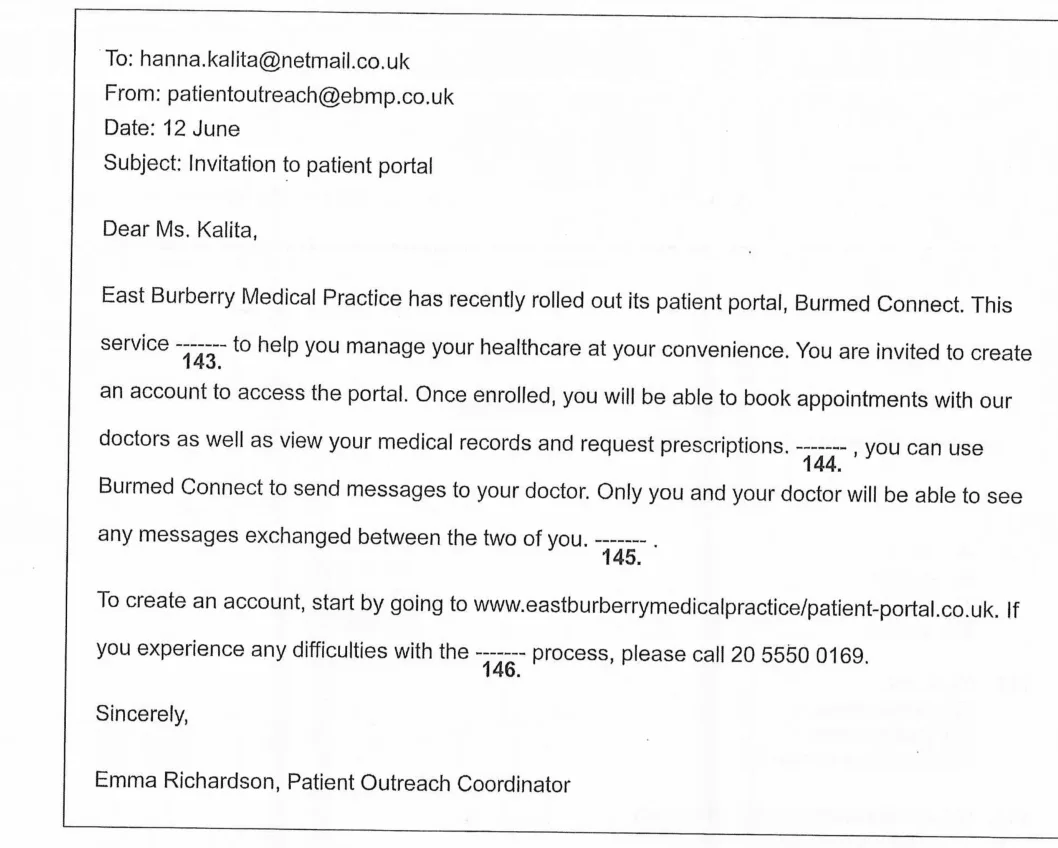 To: hanna.kalita@netmail.co.uk
From: patientoutreach@ebmp.co.uk
Date: 12 June
Subject: Invitation to patient portal
Dear Ms. Kalita,
East Burberry Medical Practice has recently rolled out its patient portal, Burmed Connect. This
service ------- to help you manage your healthcare at your convenience. You are invited to create
143.
an account to access the portal. Once enrolled, you will be able to book appointments with our
doctors as well as view your medical records and request prescriptions. ------- , you can use
144.
Burmed Connect to send messages to your doctor. Only you and your doctor will be able to see
any messages exchanged between the two of you. ------- .
145.
To create an account, start by going to www.eastburberrymedicalpractice/patient-portal.co.uk. If
you experience any difficulties with the ------- process, please call 20 5550 0169.
146.
Sincerely,
Emma Richardson, Patient Outreach Coordinator